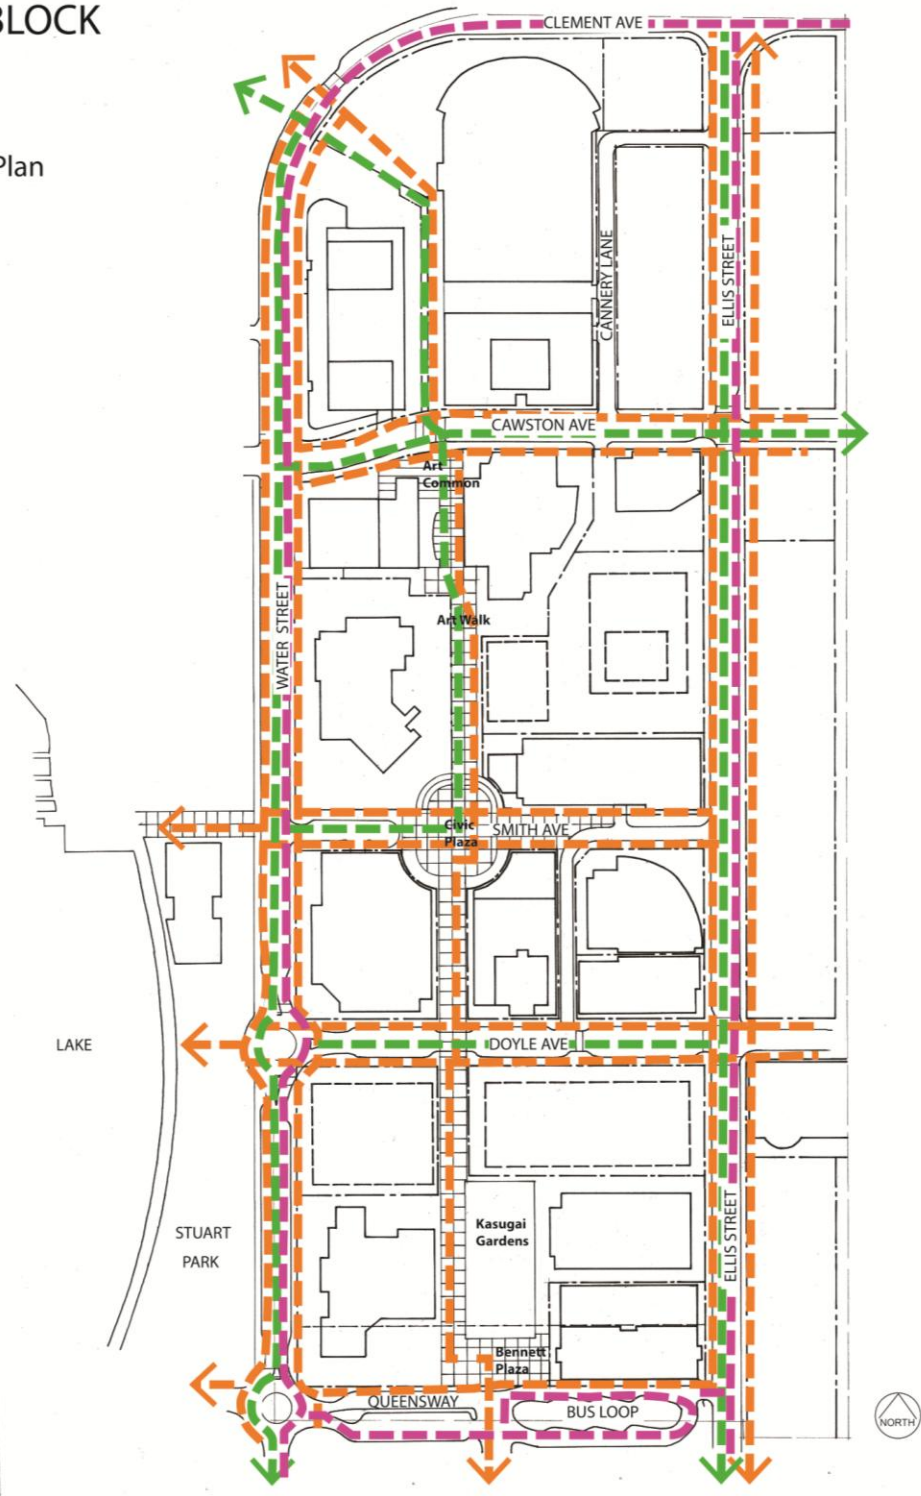 BLOCK
Plan
CLEMENT AVE
CANNERY LANE
ELLIS STREET
CAWSTON AVE
Art
Common
WATER STREET
Art Walk
Civic
Plaza
SMITH AVE
LAKE
DOYLE AVE
STUART
PARK
Kasugai
Gardens
ELLIS STREET
Bennett
Plaza
QUEENSWAY
BUS LOOP
NORTH